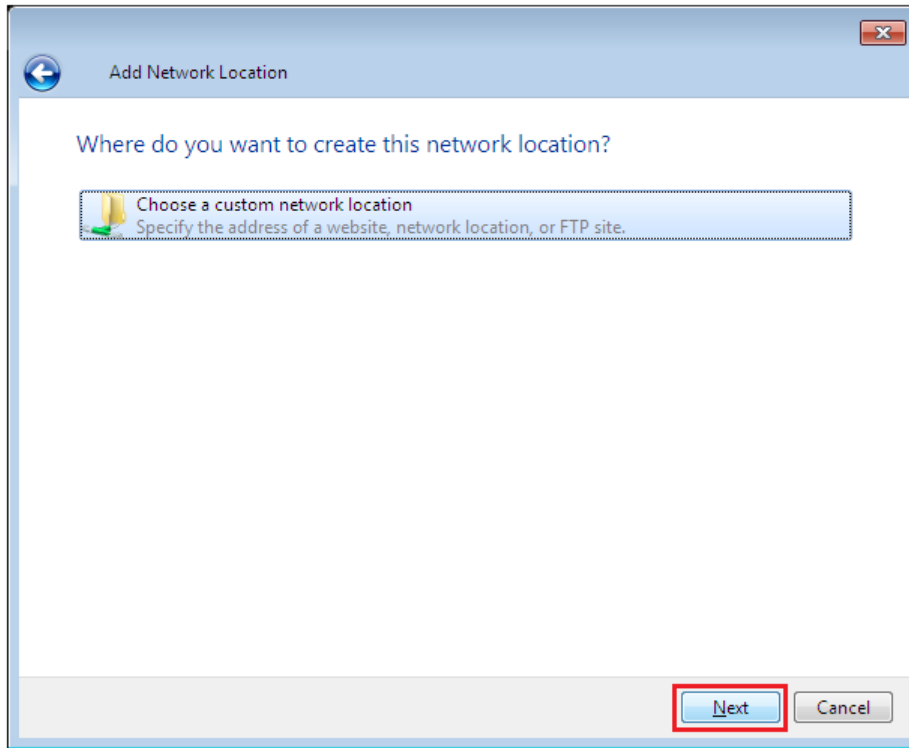 Add Network Location
Where do you want to create this network location?
Choose a custom network location
Specify the address of a website, network location, or FTP site.
Next
Cancel